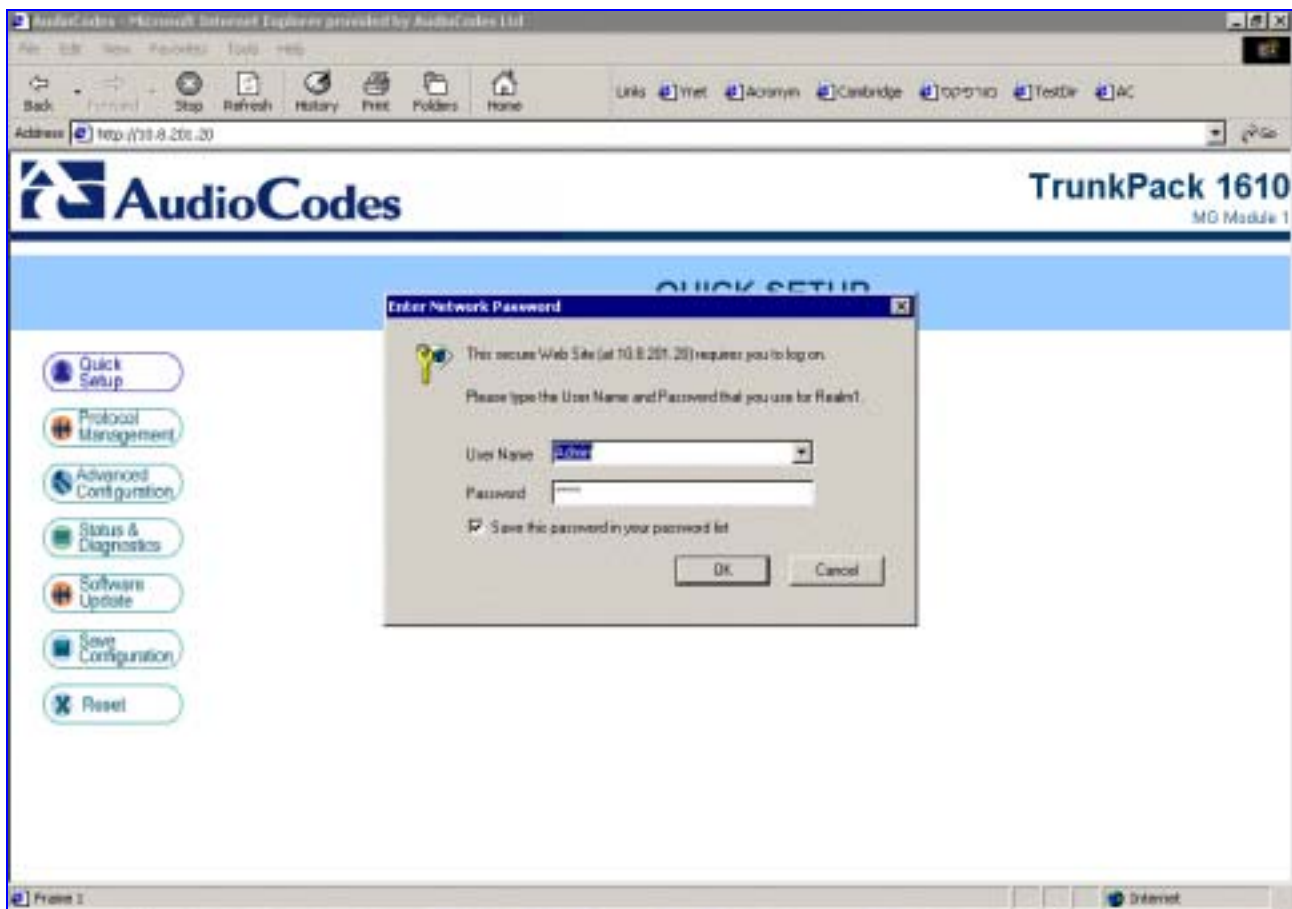 AudioCodes - Microsoft Internet Explorer provided by AudioCodes Ltd
File Edit View Favorites Tools Help
Back Forward Stop Refresh History Print Folders Home Links Ynet Acronym Cambridge TestDir AC
Address http://10.8.201.20 Go
AudioCodes
TrunkPack 1610
MG Module 1
QUICK SETUP
Enter Network Password
This secure Web Site (at 10.8.201.20) requires you to log on.
Please type the User Name and Password that you use for Realm1.
User Name Admin
Password *****
Save this password in your password list
OK Cancel
Quick
Setup
Protocol
Management
Advanced
Configuration
Status &
Diagnostics
Software
Update
Save
Configuration
Reset
Frame 1
Internet